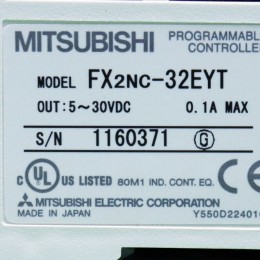 MITSUBISHI PROGRAMMABLE CONTROLLER
MODEL FX2NC-32EYT
OUT: 5~30VDC 0.1A MAX
S/N 1160371 G
C UL US LISTED 80M1 IND. CONT. EQ.
MITSUBISHI ELECTRIC CORPORATION
MADE IN JAPAN Y550D22401